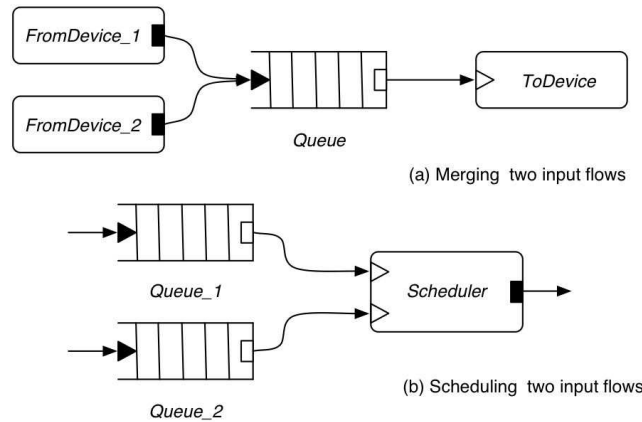 FromDevice_1
FromDevice_2
Queue
ToDevice
(a) Merging two input flows
Queue_1
Queue_2
Scheduler
(b) Scheduling two input flows